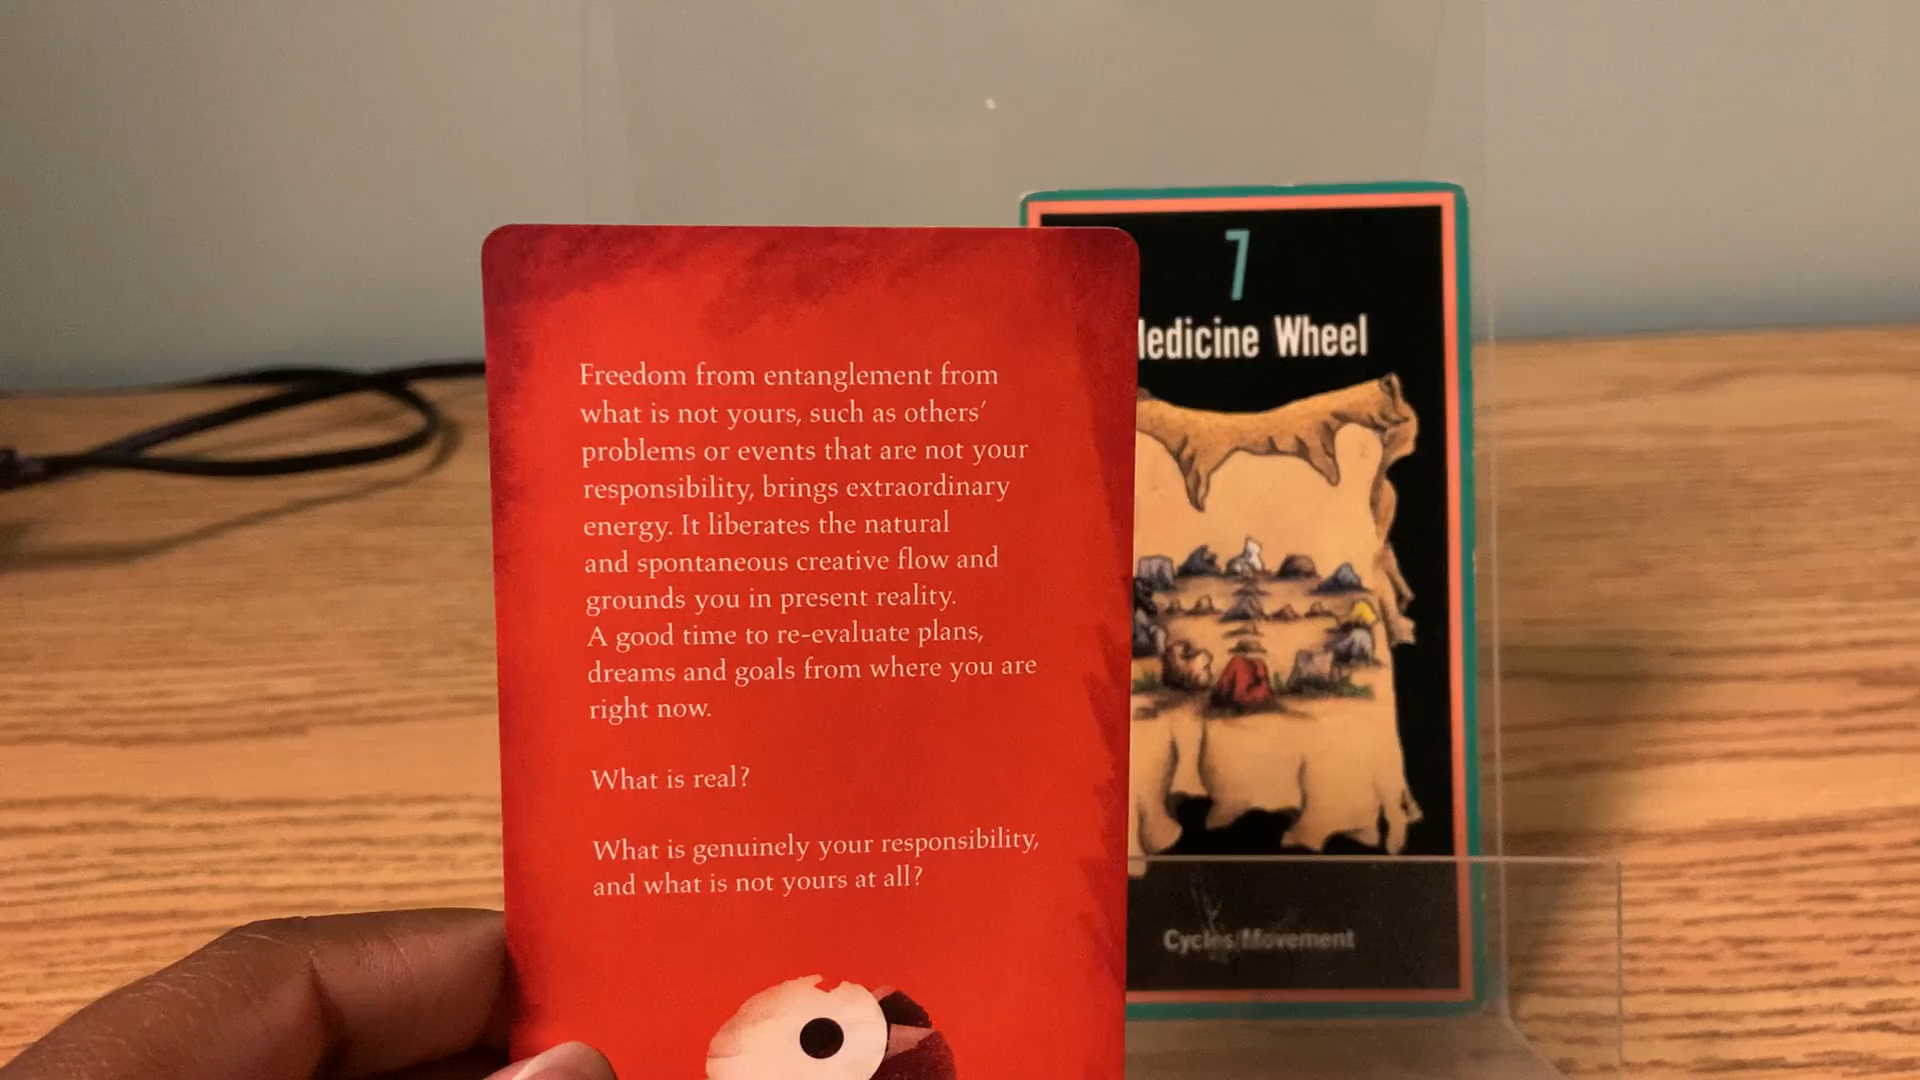 Freedom from entanglement from
what is not yours, such as others’
problems or events that are not your
responsibility, brings extraordinary
energy. It liberates the natural
and spontaneous creative flow and
grounds you in present reality.
A good time to re-evaluate plans,
dreams and goals from where you are
right now.
What is real?
What is genuinely your responsibility,
and what is not yours at all?
7
edicine Wheel
Cycles/Movement